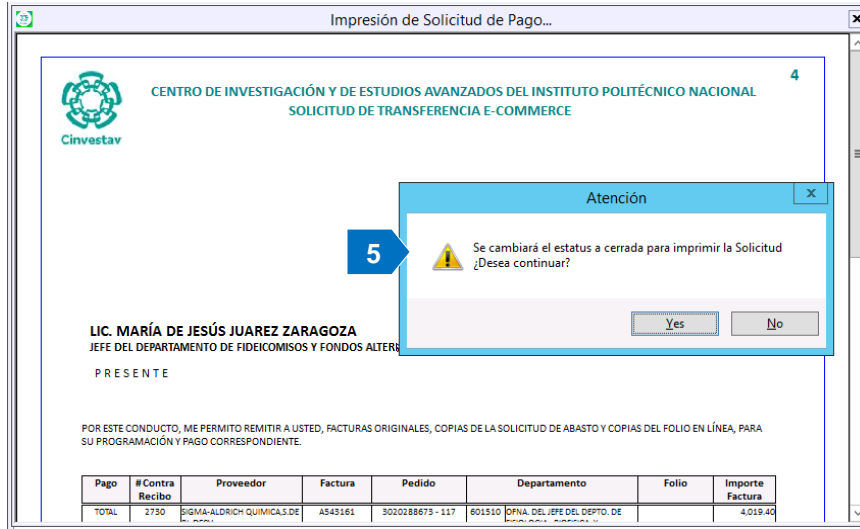 Impresión de Solicitud de Pago...
4
CENTRO DE INVESTIGACIÓN Y DE ESTUDIOS AVANZADOS DEL INSTITUTO POLITÉCNICO NACIONAL
SOLICITUD DE TRANSFERENCIA E-COMMERCE
Cinvestav
Atención
x
5
Se cambiará el estatus a cerrada para imprimir la Solicitud
¿Desea continuar?
Yes No
LIC. MARÍA DE JESÚS JUAREZ ZARAGOZA
JEFE DEL DEPARTAMENTO DE FIDEICOMISOS Y FONDOS
P R E S E N T E
POR ESTE CONDUCTO, ME PERMITO REMITIR A USTED, FACTURAS ORIGINALES, COPIAS DE LA SOLICITUD DE ABASTO Y COPIAS DEL FOLIO EN LÍNEA, PARA
SU PROGRAMACIÓN Y PAGO CORRESPONDIENTE.
Pago #Contra Recibo Proveedor Factura Pedido Departamento Folio Importe Factura
TOTAL 2730 SIGMA-ALDRICH QUIMICA,S.DE A543161 3020288673 - 117 601510 OFNA. DEL JEFE DEL DEPTO. DE 4,019.40